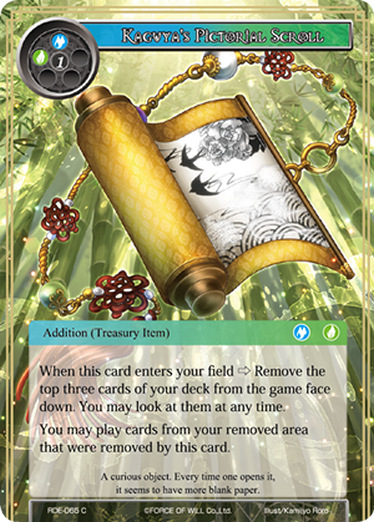 Kaguya's Pictorial Scroll
1
Addition (Treasury Item)
When this card enters your field ⇨ Remove the
top three cards of your deck from the game face
down. You may look at them at any time.
You may play cards from your removed area
that were removed by this card.
A curious object. Every time one opens it,
it seems to have more blank paper.
RDE-065 C
©FORCE OF WILL Co.,Ltd.
Illust/Kamijyo Rorо